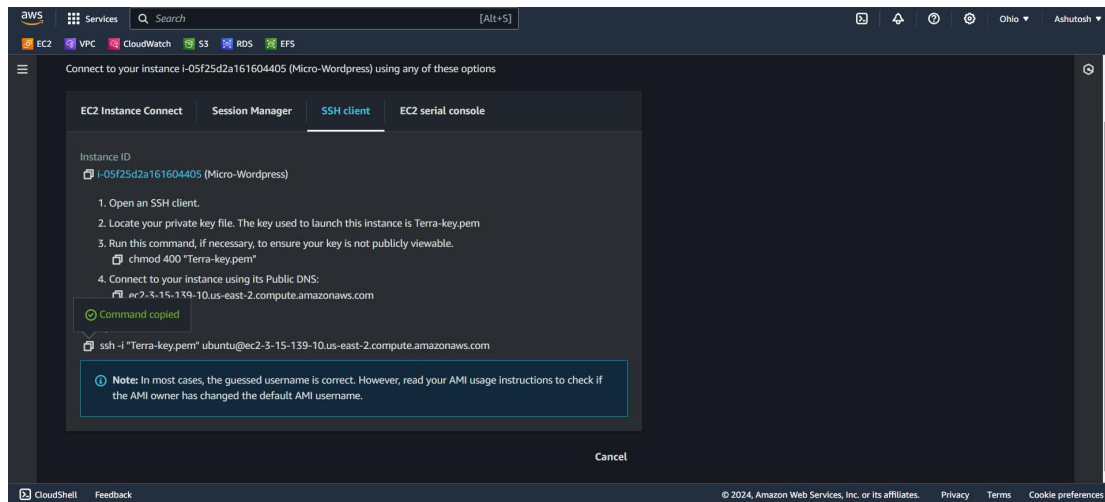 aws Services Search [Alt+S] Ohio Ashutosh
EC2 VPC CloudWatch S3 RDS EFS
Connect to your instance i-05f25d2a161604405 (Micro-Wordpress) using any of these options
EC2 Instance Connect Session Manager SSH client EC2 serial console
Instance ID
i-05f25d2a161604405 (Micro-Wordpress)
1. Open an SSH client.
2. Locate your private key file. The key used to launch this instance is Terra-key.pem
3. Run this command, if necessary, to ensure your key is not publicly viewable.
chmod 400 "Terra-key.pem"
4. Connect to your instance using its Public DNS:
ec2-3-15-139-10.us-east-2.compute.amazonaws.com
Command copied
ssh -i "Terra-key.pem" ubuntu@ec2-3-15-139-10.us-east-2.compute.amazonaws.com
Note: In most cases, the guessed username is correct. However, read your AMI usage instructions to check if
the AMI owner has changed the default AMI username.
Cancel
CloudShell Feedback © 2024, Amazon Web Services, Inc. or its affiliates. Privacy Terms Cookie preferences